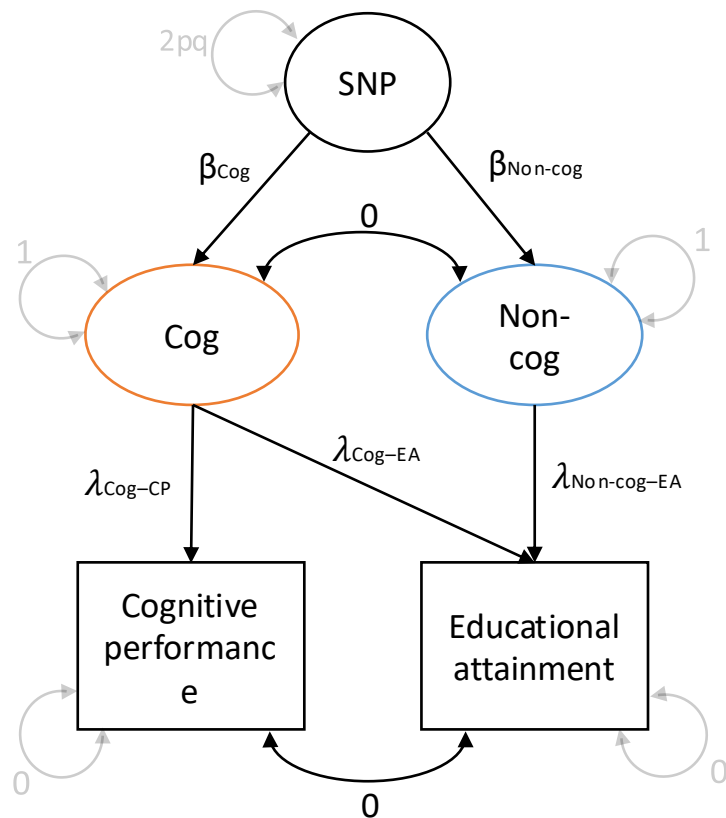 2pq
SNP
βCog
βNon-cog
0
1
1
Cog
Non-
cog
λCog–CP
λCog–EA
λNon-cog–EA
Cognitive
performanc
e
Educational
attainment
0
0
0